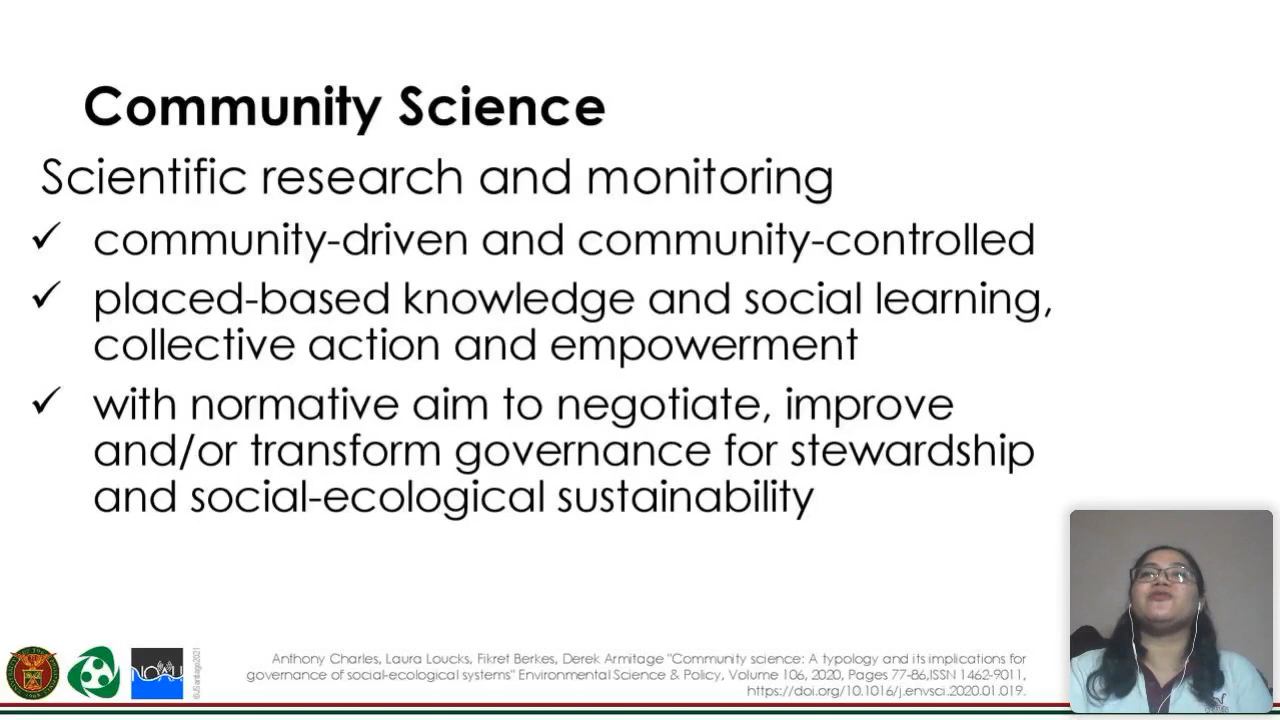 Community Science
Scientific research and monitoring
✓ community-driven and community-controlled
✓ placed-based knowledge and social learning,
collective action and empowerment
✓ with normative aim to negotiate, improve
and/or transform governance for stewardship
and social-ecological sustainability
Anthony Charles, Laura Loucks, Fikret Berkes, Derek Armitage "Community science: A typology and its implications for
governance of social-ecological systems" Environmental Science & Policy, Volume 106, 2020, Pages 77-86,ISSN 1462-9011,
https://doi.org/10.1016/j.envsci.2020.01.019.
NOAH